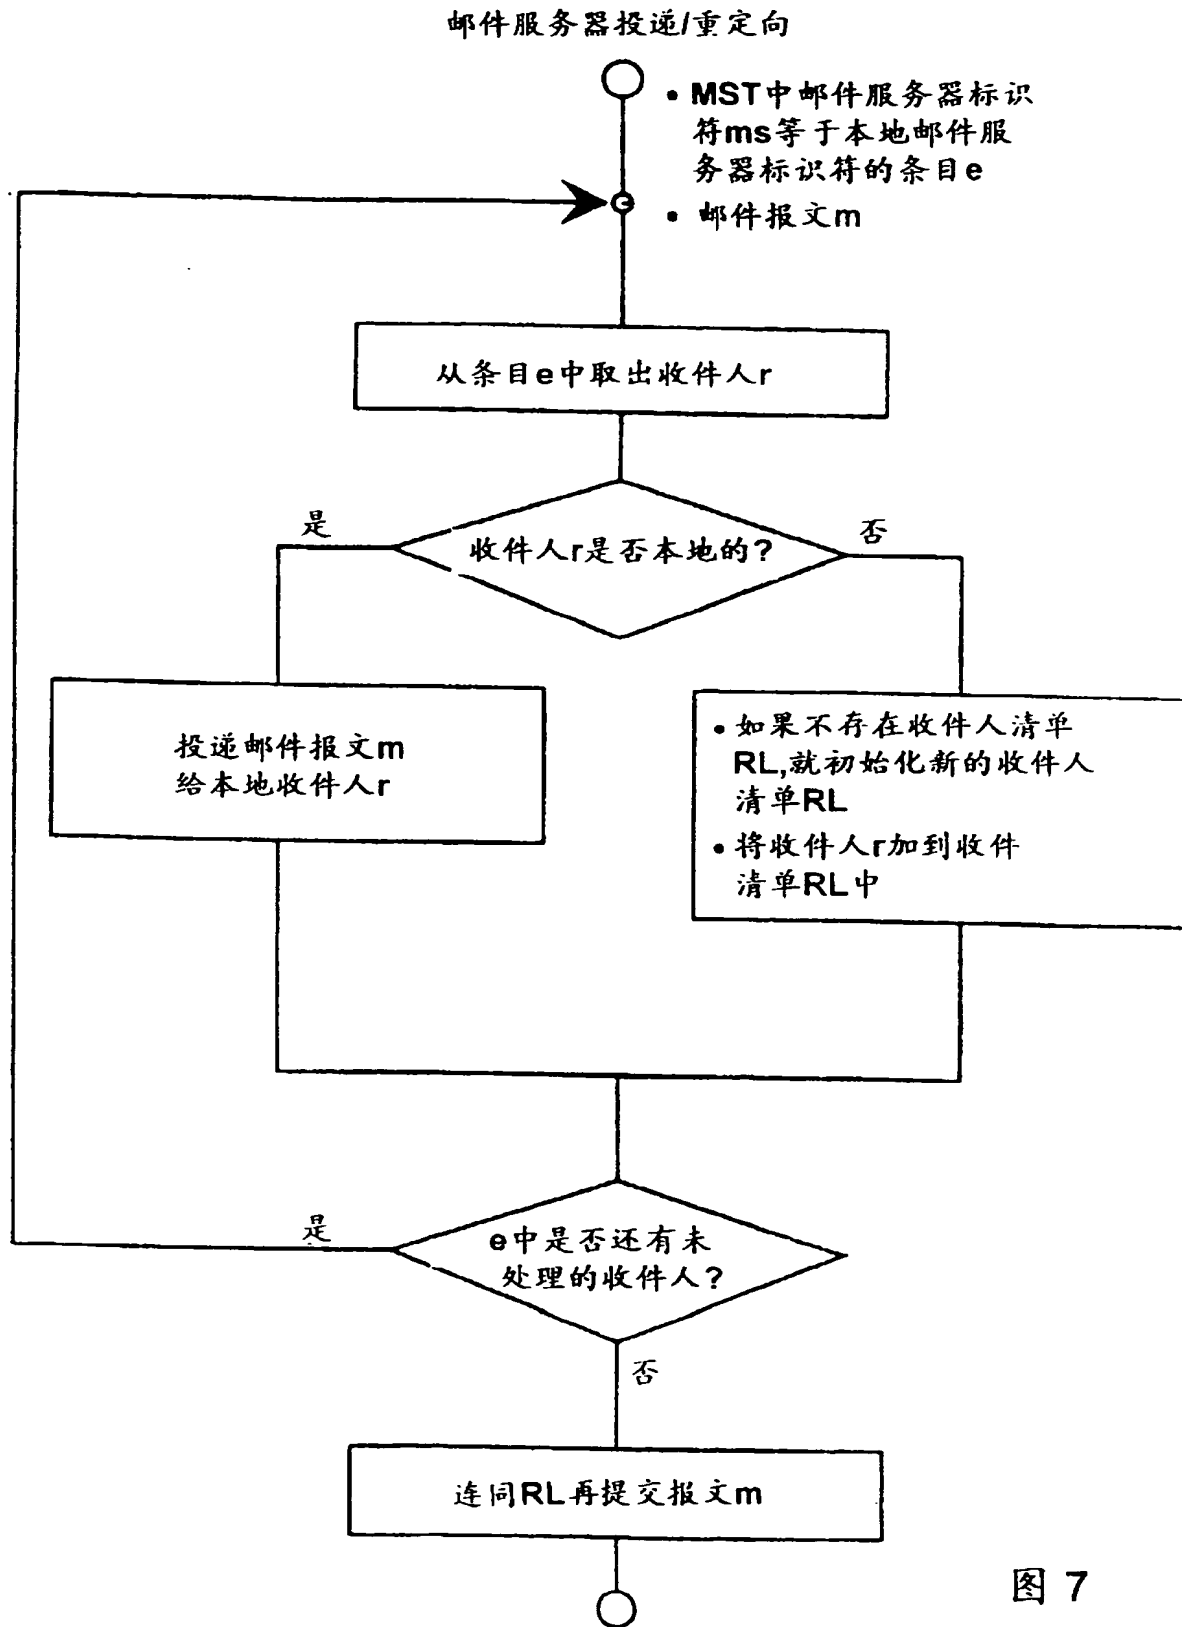 邮件服务器投递/重定向
• MST中邮件服务器标识
符ms等于本地邮件服
务器标识符的条目e
• 邮件报文m
从条目e中取出收件人r
是
收件人r是否本地的?
否
投递邮件报文m
给本地收件人r
• 如果不存在收件人清单
RL,就初始化新的收件人
清单RL
• 将收件人r加到收件
清单RL中
是
e中是否还有未
处理的收件人?
否
连同RL再提交报文m
图 7